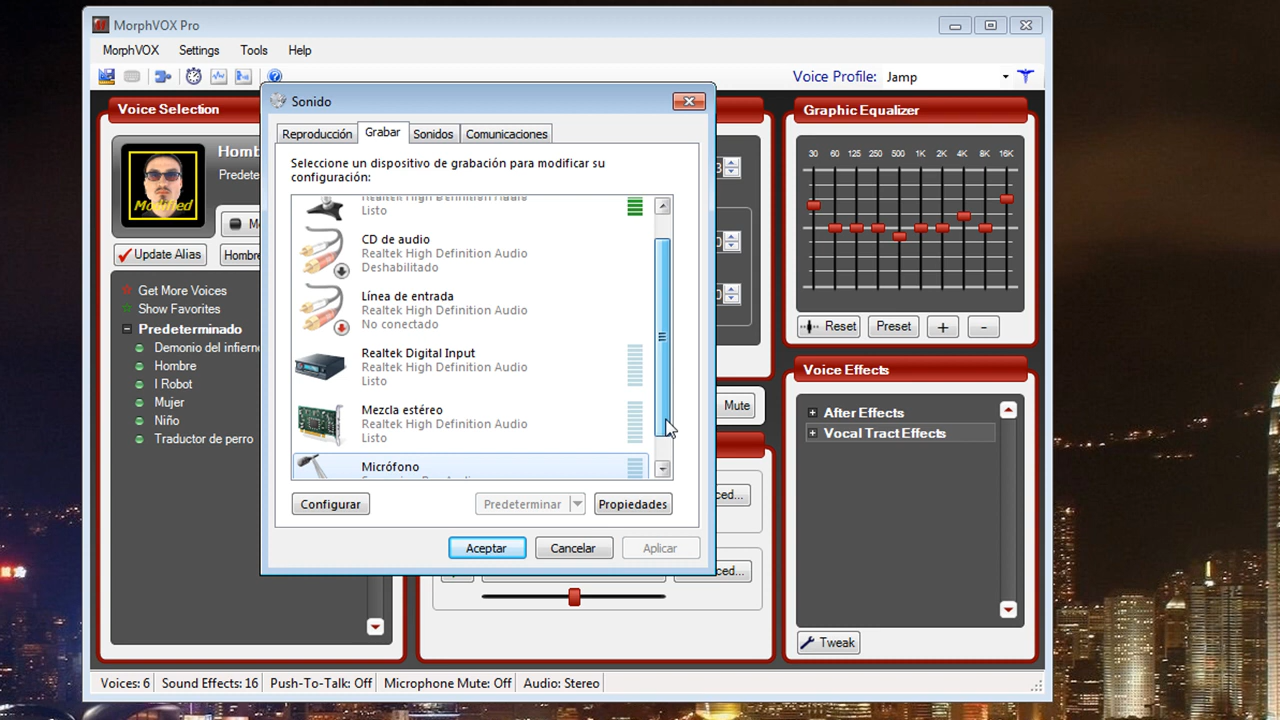 MorphVOX Pro
MorphVOX Settings Tools Help
Voice Profile: Jamp
Voice Selection
Modified
Update Alias
Get More Voices
Show Favorites
Predeterminado
Hombre
I Robot
Mujer
Niño
Traductor de perro
Sonido
Reproducción Grabar Sonidos Comunicaciones
Seleccione un dispositivo de grabación para modificar su
configuración:
Realtek High Definition Audio
Listo
CD de audio
Realtek High Definition Audio
Deshabilitado
Línea de entrada
Realtek High Definition Audio
No conectado
Realtek Digital Input
Realtek High Definition Audio
Listo
Mezcla estéreo
Realtek High Definition Audio
Listo
Micrófono
Configurar Predeterminar Propiedades
Aceptar Cancelar Aplicar
Mute
Graphic Equalizer
30 60 125 250 500 1K 2K 4K 8K 16K
Reset Preset + -
Voice Effects
After Effects
Vocal Tract Effects
Tweak
Voices: 6 Sound Effects: 16 Push-To-Talk: Off Microphone Mute: Off Audio: Stereo